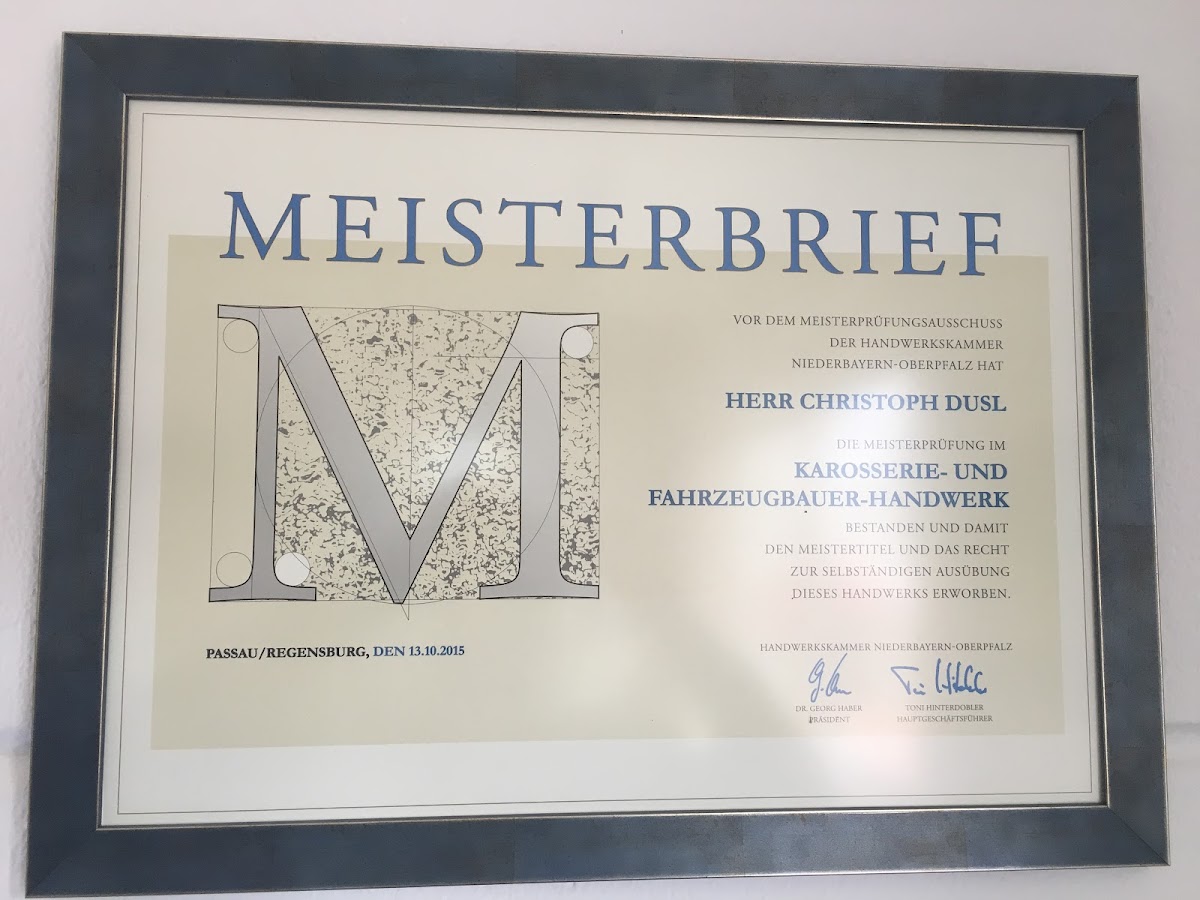 MEISTERBRIEF
M
VOR DEM MEISTERPRÜFUNGSAUSSCHUSS
DER HANDWERKSKAMMER
NIEDERBAYERN-OBERPFALZ HAT
HERR CHRISTOPH DUSL
DIE MEISTERPRÜFUNG IM
KAROSSERIE- UND
FAHRZEUGBAUER-HANDWERK
BESTANDEN UND DAMIT
DEN MEISTERTITEL UND DAS RECHT
ZUR SELBSTÄNDIGEN AUSÜBUNG
DIESES HANDWERKS ERWORBEN.
PASSAU/REGENSBURG, DEN 13.10.2015
HANDWERKSKAMMER NIEDERBAYERN-OBERPFALZ
DR. GEORG HABER
PRÄSIDENT
TONI HINTERDOBLER
HAUPTGESCHÄFTSFÜHRER